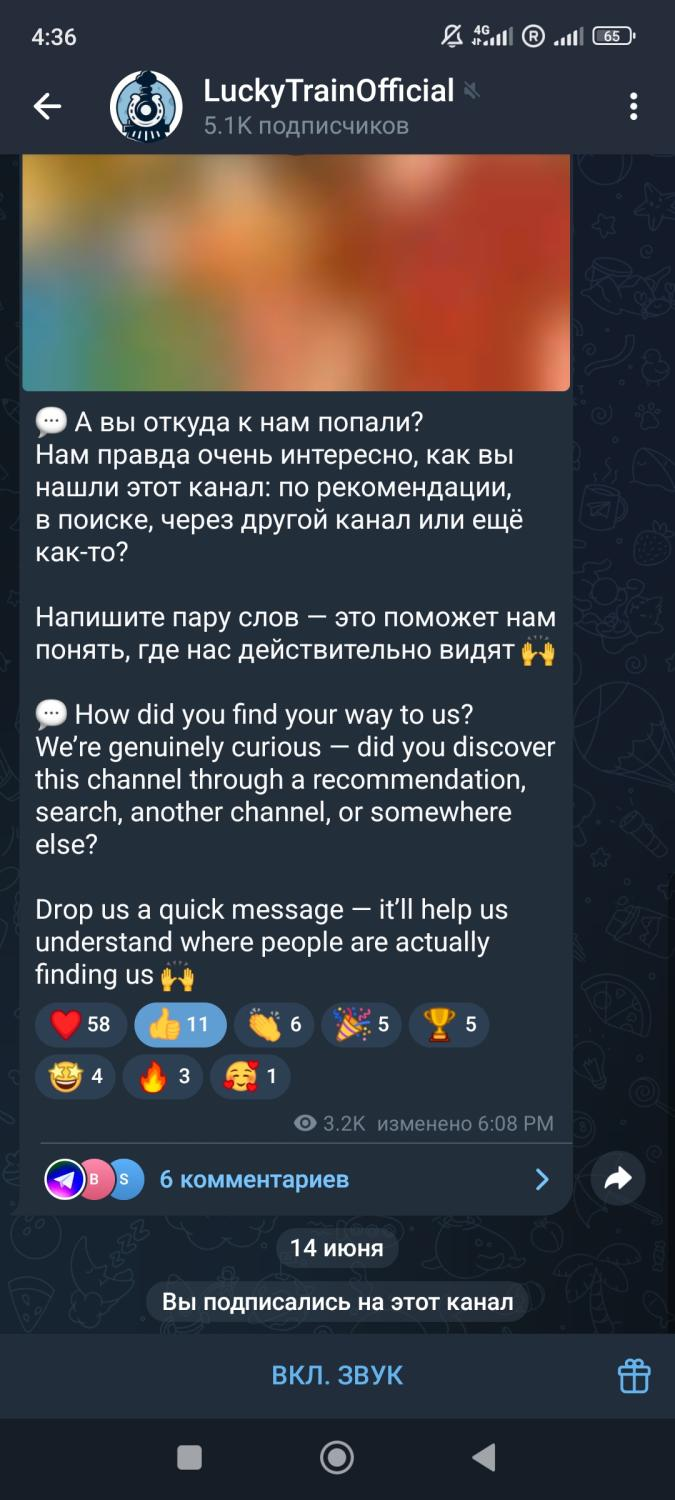 4:36
4G
R
65
LuckyTrainOfficial
5.1K подписчиков
💬 А вы откуда к нам попали?
Нам правда очень интересно, как вы
нашли этот канал: по рекомендации,
в поиске, через другой канал или ещё
как-то?
Напишите пару слов — это поможет нам
понять, где нас действительно видят 🙌
💬 How did you find your way to us?
We’re genuinely curious — did you discover
this channel through a recommendation,
search, another channel, or somewhere
else?
Drop us a quick message — it’ll help us
understand where people are actually
finding us 🙌
❤️ 58 👍 11 👏 6 🎉 5 🏆 5
🤩 4 🔥 3 🥰 1
3.2K изменено 6:08 PM
B S 6 комментариев
14 июня
Вы подписались на этот канал
ВКЛ. ЗВУК